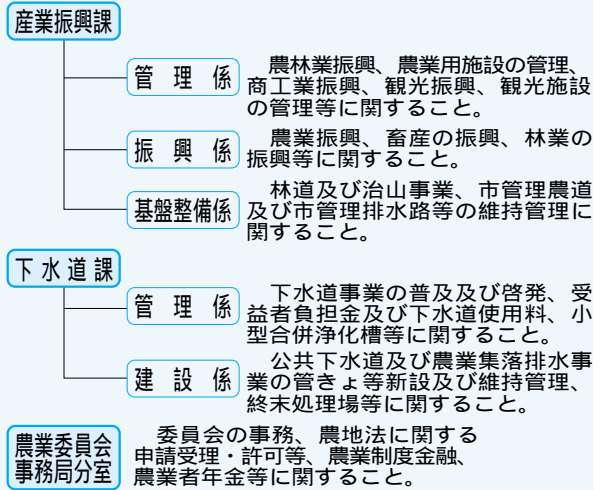 産業振興課
管理係
農林業振興、農業用施設の管理、
商工業振興、観光振興、観光施設
の管理等に関すること。
振興係
農業振興、畜産の振興、林業の
振興等に関すること。
基盤整備係
林道及び治山事業、市管理農道
及び市管理排水路等の維持管理に
関すること。
下水道課
管理係
下水道事業の普及及び啓発、受
益者負担金及び下水道使用料、小
型合併浄化槽等に関すること。
建設係
公共下水道及び農業集落排水事
業の管きょ等新設及び維持管理、
終末処理場等に関すること。
農業委員会
事務局分室
委員会の事務、農地法に関する
申請受理・許可等、農業制度金融、
農業者年金等に関すること。